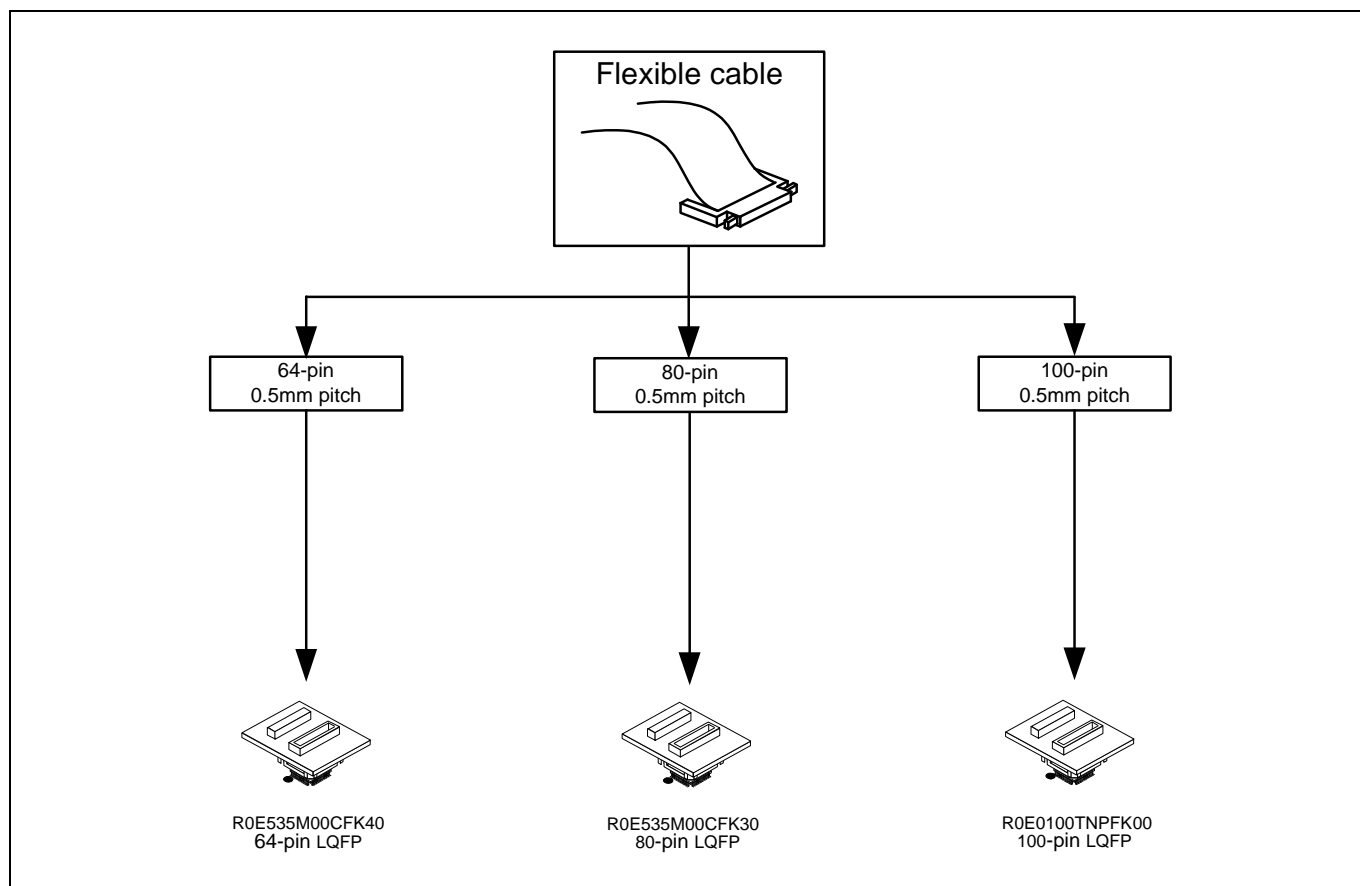 Flexible cable
64-pin
0.5mm pitch
80-pin
0.5mm pitch
100-pin
0.5mm pitch
R0E535M00CFK40
64-pin LQFP
R0E535M00CFK30
80-pin LQFP
R0E0100TNPFK00
100-pin LQFP